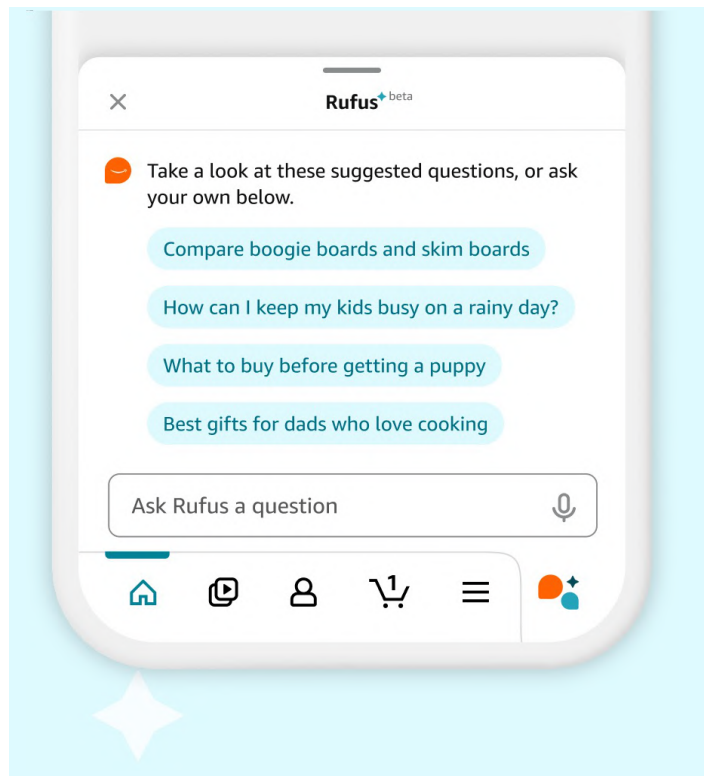 Rufus beta
Take a look at these suggested questions, or ask
your own below.
Compare boogie boards and skim boards
How can I keep my kids busy on a rainy day?
What to buy before getting a puppy
Best gifts for dads who love cooking
Ask Rufus a question
1